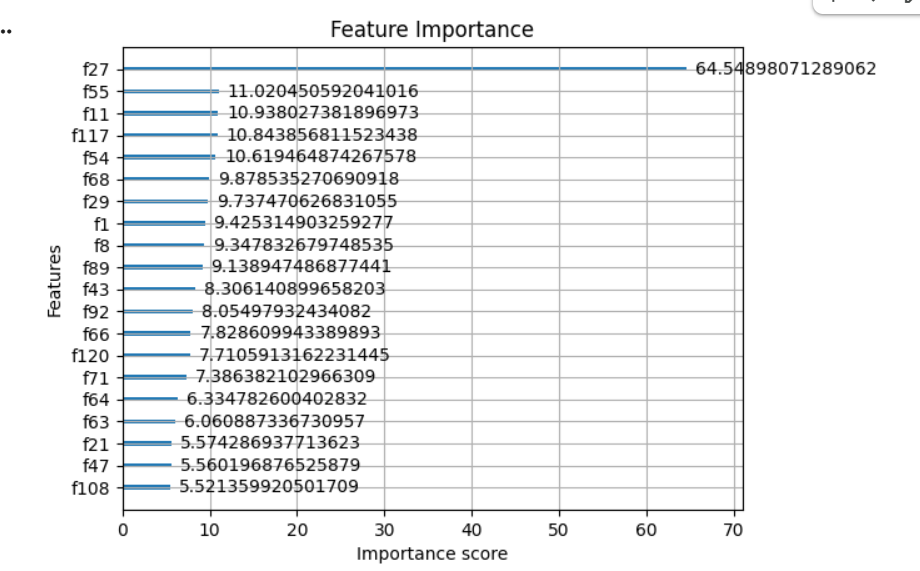 Feature Importance
f27 64.54898071289062
f55 11.020450592041016
f11 10.938027381896973
f117 10.843856811523438
f54 10.619464874267578
f68 9.878535270690918
f29 9.737470626831055
f1 9.425314903259277
f8 9.347832679748535
f89 9.138947486877441
f43 8.306140899658203
f92 8.05497932434082
f66 7.828609943389893
f120 7.7105913162231445
f71 7.386382102966309
f64 6.334782600402832
f63 6.060887336730957
f21 5.574286937713623
f47 5.560196876525879
f108 5.521359920501709
Features
0 10 20 30 40 50 60 70
Importance score